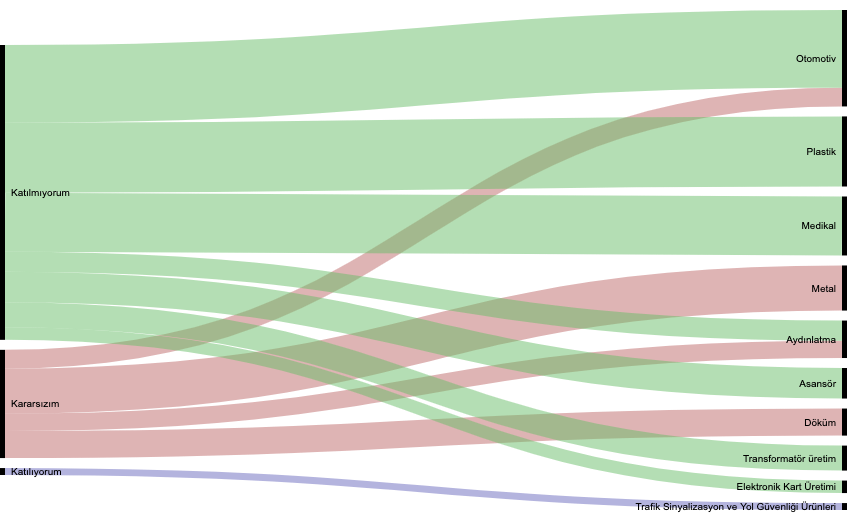 Otomotiv
Plastik
Katılmıyorum
Medikal
Metal
Aydınlatma
Asansör
Kararsızım
Döküm
Transformatör üretim
Katılıyorum
Elektronik Kart Üretimi
Trafik Sinyalizasyon ve Yol Güvenliği Ürünleri